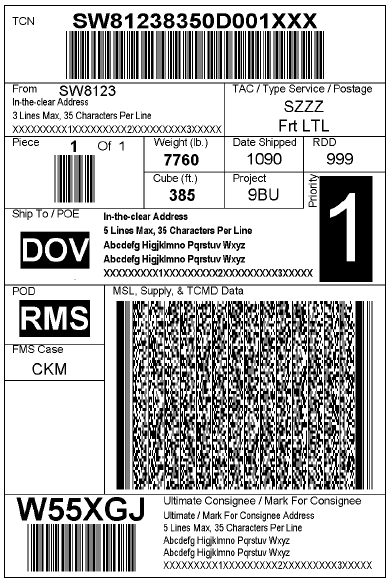 TCN SW81238350D001XXX
From SW8123
In-the-clear Address
3 Lines Max, 35 Characters Per Line
XXXXXXXXX1XXXXXXXXX2XXXXXXXXX3XXXXX
TAC / Type Service / Postage
SZZZ
Frt LTL
Piece 1 Of 1
Weight (lb.)
7760
Date Shipped
1090
RDD
999
Cube (ft.)
385
Project
9BU
Priority
1
Ship To / POE
DOV
In-the-clear Address
5 Lines Max, 35 Characters Per Line
Abcdefg Higjklmno Pqrstuv Wxyz
Abcdefg Higjklmno Pqrstuv Wxyz
XXXXXXXXX1XXXXXXXXX2XXXXXXXXX3XXXXX
POD
RMS
FMS Case
CKM
MSL, Supply, & TCMD Data
W55XGJ
Ultimate Consignee / Mark For Consignee
Ultimate / Mark For Consignee Address
5 Lines Max, 35 Characters Per Line
Abcdefg Higjklmno Pqrstuv Wxyz
Abcdefg Higjklmno Pqrstuv Wxyz
XXXXXXXXX1XXXXXXXXX2XXXXXXXXX3XXXXX